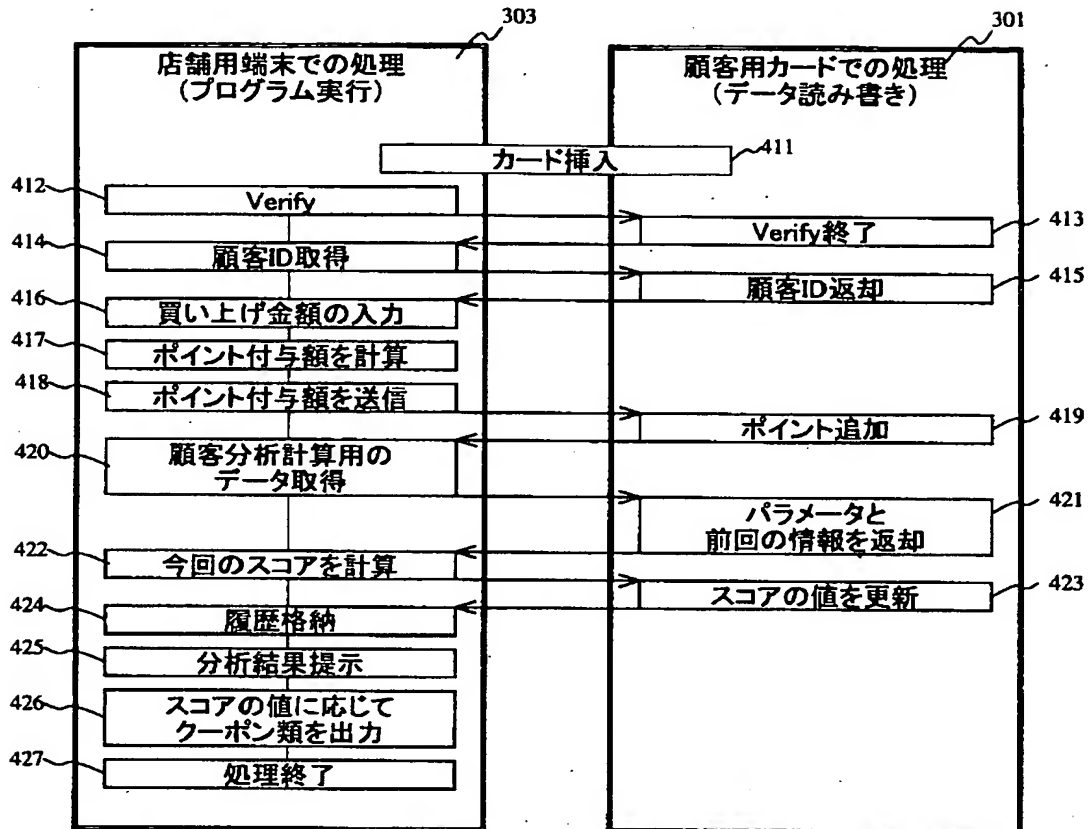 303
301
店舗用端末での処理
(プログラム実行)
顧客用カードでの処理
(データ読み書き)
カード挿入
411
412
Verify
Verify終了
413
414
顧客ID取得
顧客ID返却
415
416
買い上げ金額の入力
417
ポイント付与額を計算
418
ポイント付与額を送信
ポイント追加
419
420
顧客分析計算用の
データ取得
パラメータと
前回の情報を返却
421
422
今回のスコアを計算
スコアの値を更新
423
424
履歴格納
425
分析結果提示
426
スコアの値に応じて
クーポン類を出力
427
処理終了